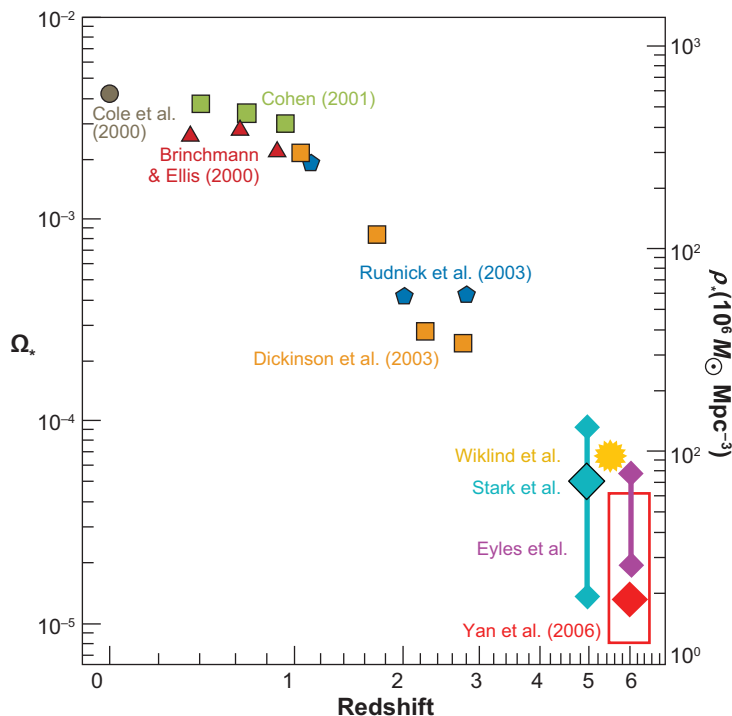 10⁻²
10³
Cohen (2001)
Cole et al.
(2000)
Brinchmann
& Ellis (2000)
10⁻³
10²
Rudnick et al. (2003)
Ω*
ρ*(10⁶ M☉ Mpc⁻³)
Dickinson et al. (2003)
10⁻⁴
Wiklind et al.
10²
Stark et al.
Eyles et al.
10⁻⁵
Yan et al. (2006)
10⁰
0 1 2 3 4 5 6
Redshift